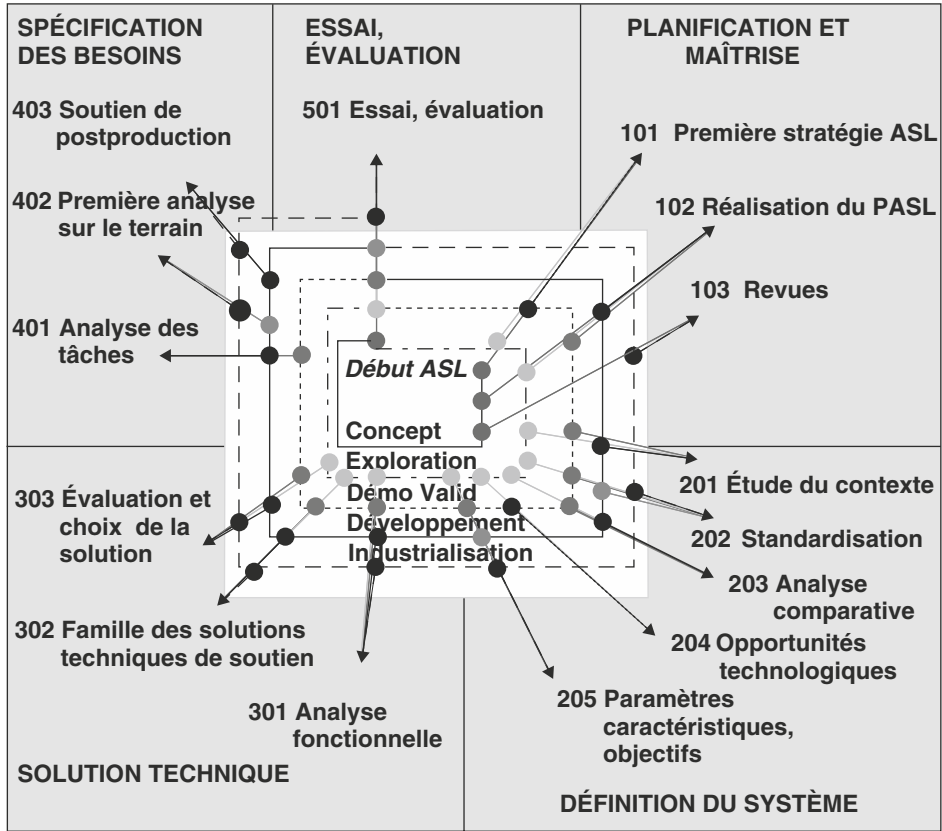 SPÉCIFICATION
DES BESOINS
403 Soutien de
postproduction
402 Première analyse
sur le terrain
401 Analyse des
tâches
ESSAI,
ÉVALUATION
501 Essai, évaluation
PLANIFICATION ET
MAÎTRISE
101 Première stratégie ASL
102 Réalisation du PASL
103 Revues
Début ASL
Concept
Exploration
Démo Valid
Développement
Industrialisation
303 Évaluation et
choix de la
solution
302 Famille des solutions
techniques de soutien
301 Analyse
fonctionnelle
SOLUTION TECHNIQUE
201 Étude du contexte
202 Standardisation
203 Analyse
comparative
204 Opportunités
technologiques
205 Paramètres
caractéristiques,
objectifs
DÉFINITION DU SYSTÈME